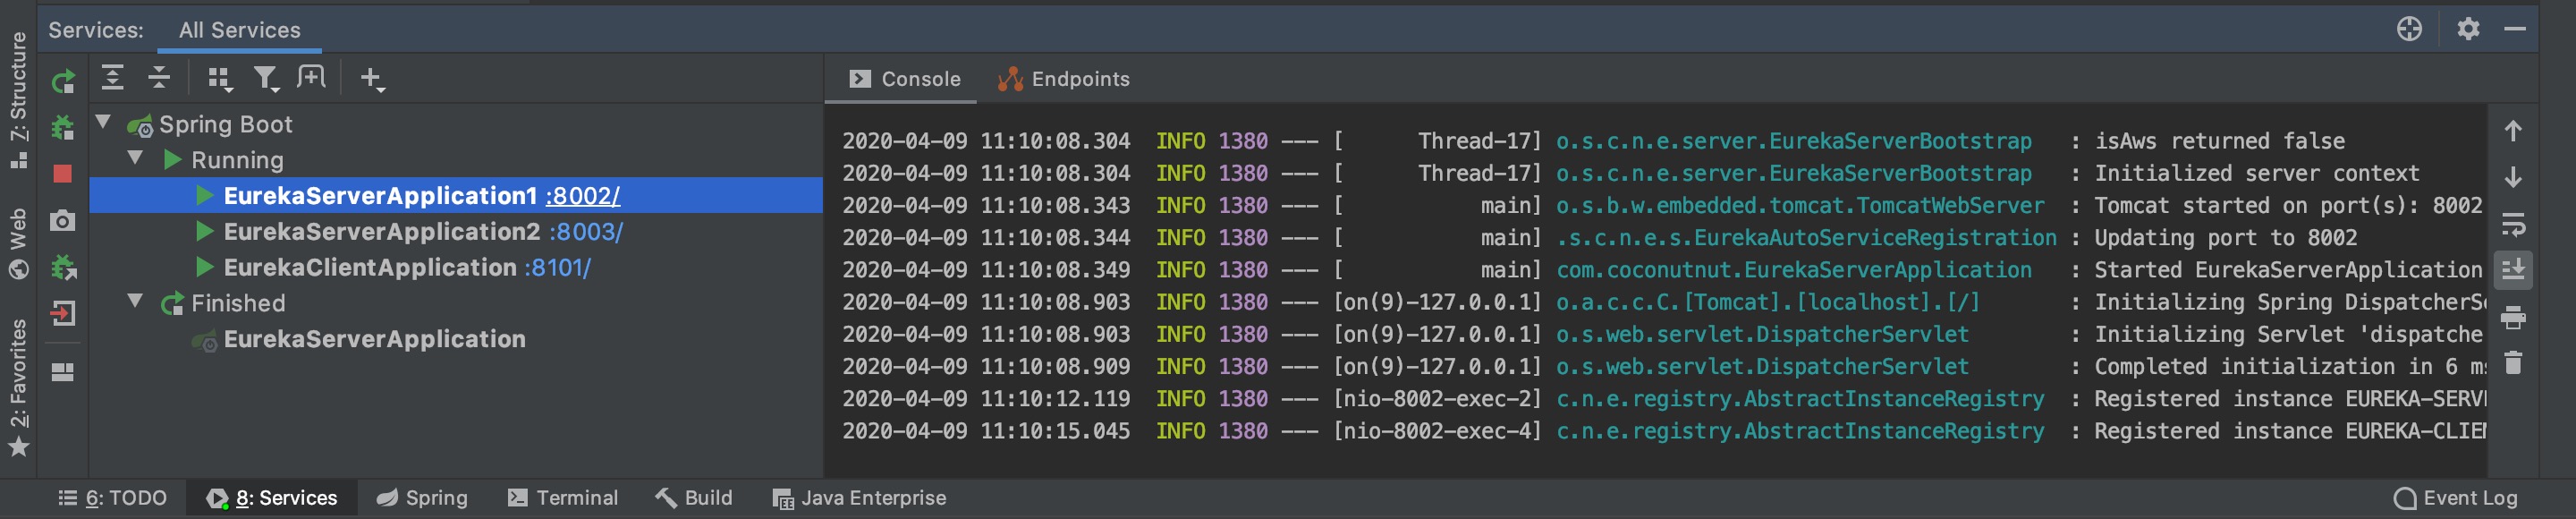 Services: All Services
7: Structure
Web
2: Favorites
Console Endpoints
Spring Boot
Running
EurekaServerApplication1 :8002/
EurekaServerApplication2 :8003/
EurekaClientApplication :8101/
Finished
EurekaServerApplication
2020-04-09 11:10:08.304 INFO 1380 --- [ Thread-17] o.s.c.n.e.server.EurekaServerBootstrap : isAws returned false
2020-04-09 11:10:08.304 INFO 1380 --- [ Thread-17] o.s.c.n.e.server.EurekaServerBootstrap : Initialized server context
2020-04-09 11:10:08.343 INFO 1380 --- [ main] o.s.b.w.embedded.tomcat.TomcatWebServer : Tomcat started on port(s): 8002
2020-04-09 11:10:08.344 INFO 1380 --- [ main] .s.c.n.e.s.EurekaAutoServiceRegistration : Updating port to 8002
2020-04-09 11:10:08.349 INFO 1380 --- [ main] com.coconutnut.EurekaServerApplication : Started EurekaServerApplication
2020-04-09 11:10:08.903 INFO 1380 --- [on(9)-127.0.0.1] o.a.c.c.C.[Tomcat].[localhost].[/] : Initializing Spring DispatcherSe
2020-04-09 11:10:08.903 INFO 1380 --- [on(9)-127.0.0.1] o.s.web.servlet.DispatcherServlet : Initializing Servlet 'dispatche
2020-04-09 11:10:08.909 INFO 1380 --- [on(9)-127.0.0.1] o.s.web.servlet.DispatcherServlet : Completed initialization in 6 ms
2020-04-09 11:10:12.119 INFO 1380 --- [nio-8002-exec-2] c.n.e.registry.AbstractInstanceRegistry : Registered instance EUREKA-SERV
2020-04-09 11:10:15.045 INFO 1380 --- [nio-8002-exec-4] c.n.e.registry.AbstractInstanceRegistry : Registered instance EUREKA-CLIEN
6: TODO 8: Services Spring Terminal Build Java Enterprise Event Log